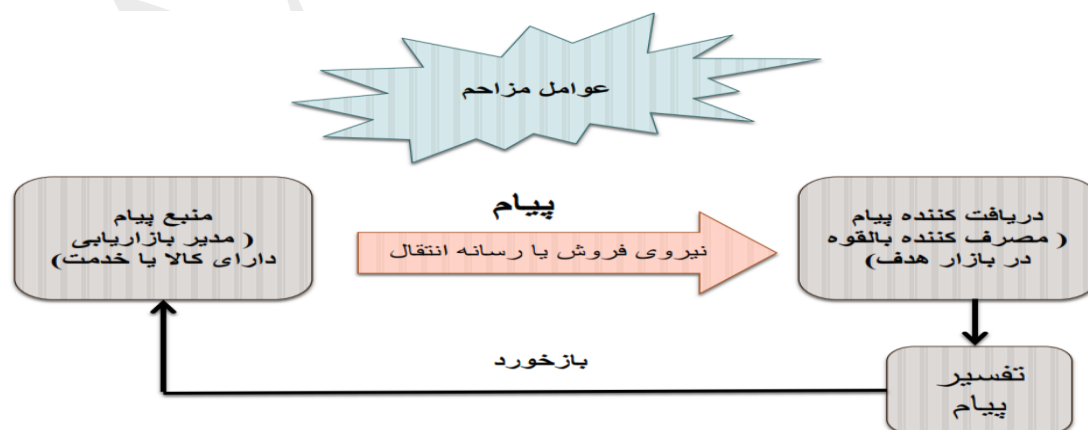 عوامل مزاحم
منبع پیام
( مدیر بازاریابی
دارای کالا یا خدمت)
پیام
نیروی فروش یا رسانه انتقال
دریافت کننده پیام
( مصرف کننده بالقوه
در بازار هدف)
بازخورد
تفسیر
پیام